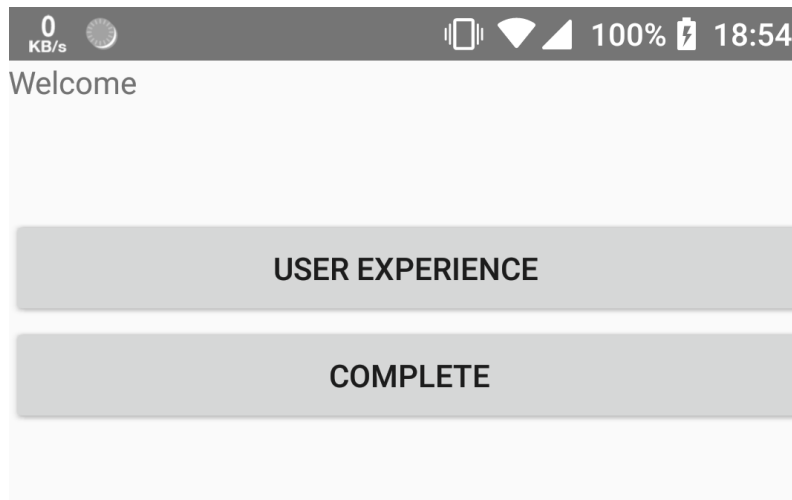 0
KB/s
100% 18:54
Welcome
USER EXPERIENCE
COMPLETE